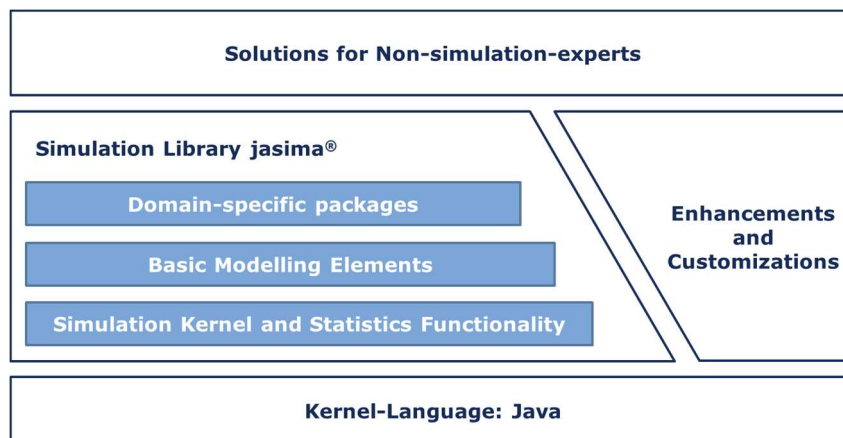 Solutions for Non-simulation-experts
Simulation Library jasima®
Domain-specific packages
Basic Modelling Elements
Simulation Kernel and Statistics Functionality
Enhancements
and
Customizations
Kernel-Language: Java